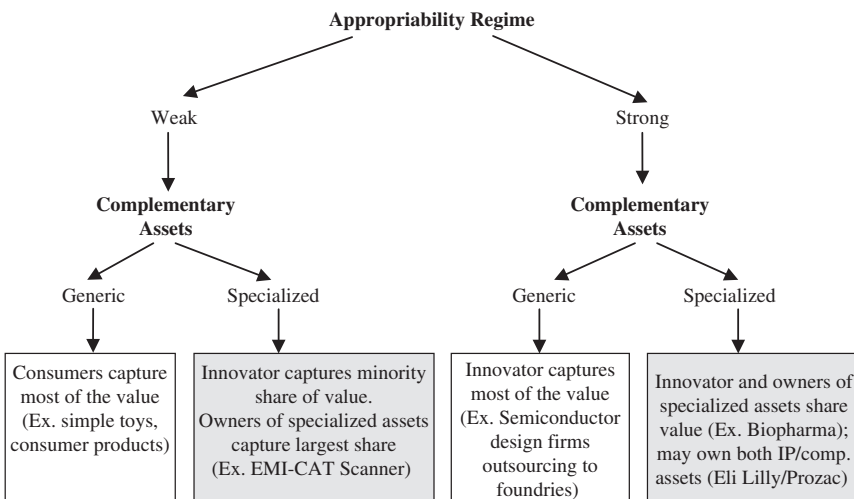 Appropriability Regime
Weak
Strong
Complementary
Assets
Complementary
Assets
Generic
Specialized
Generic
Specialized
Consumers capture
most of the value
(Ex. simple toys,
consumer products)
Innovator captures minority
share of value.
Owners of specialized assets
capture largest share
(Ex. EMI-CAT Scanner)
Innovator captures
most of the value
(Ex. Semiconductor
design firms
outsourcing to
foundries)
Innovator and owners of
specialized assets share
value (Ex. Biopharma);
may own both IP/comp.
assets (Eli Lilly/Prozac)